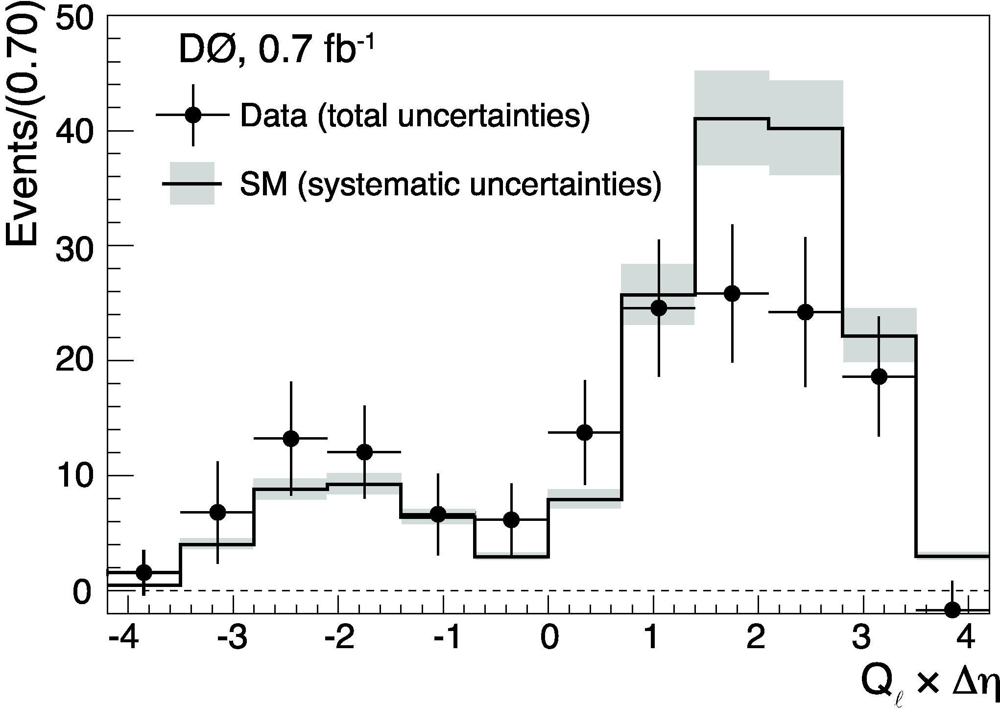 Events/(0.70)
50
40
30
20
10
0
DØ, 0.7 fb-1
Data (total uncertainties)
SM (systematic uncertainties)
-4 -3 -2 -1 0 1 2 3 4
Qℓ × Δη